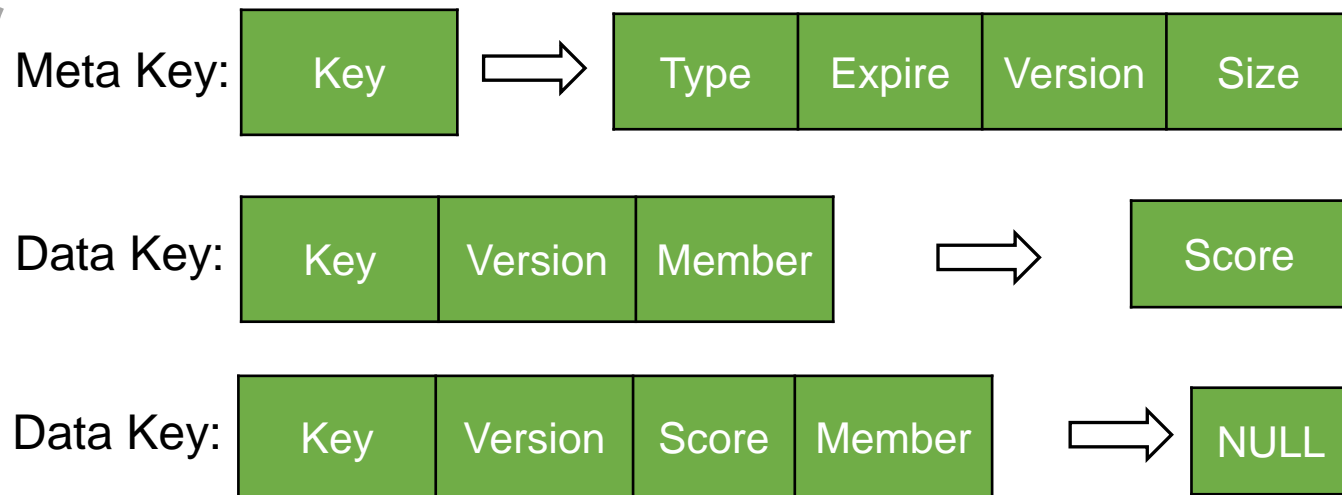 Meta Key: Key Type Expire Version Size
Data Key: Key Version Member Score
Data Key: Key Version Score Member NULL